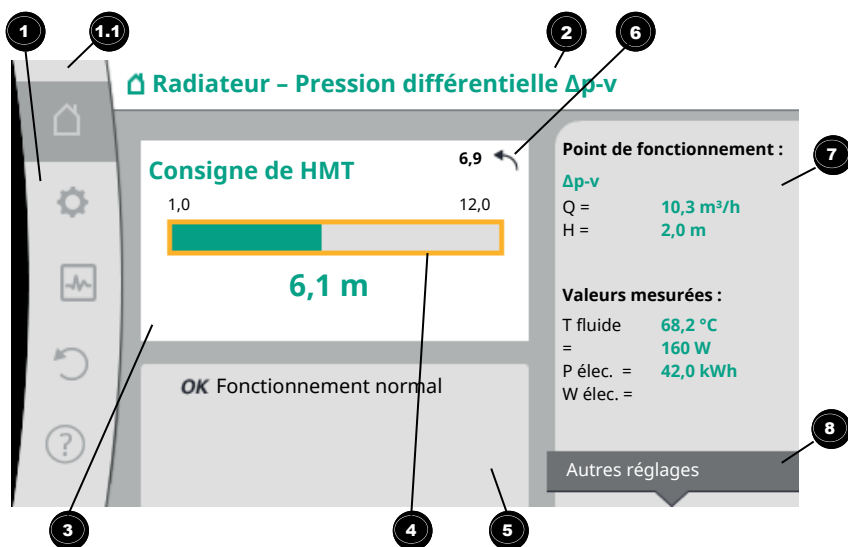 1
1.1
2
6
Radiateur – Pression différentielle Δp-v
Consigne de HMT
6,9
1,0
12,0
6,1 m
OK Fonctionnement normal
Point de fonctionnement :
7
Δp-v
Q = 10,3 m³/h
H = 2,0 m
Valeurs mesurées :
T fluide 68,2 °C
= 160 W
P élec. = 42,0 kWh
W élec. =
8
Autres réglages
?
3
4
5